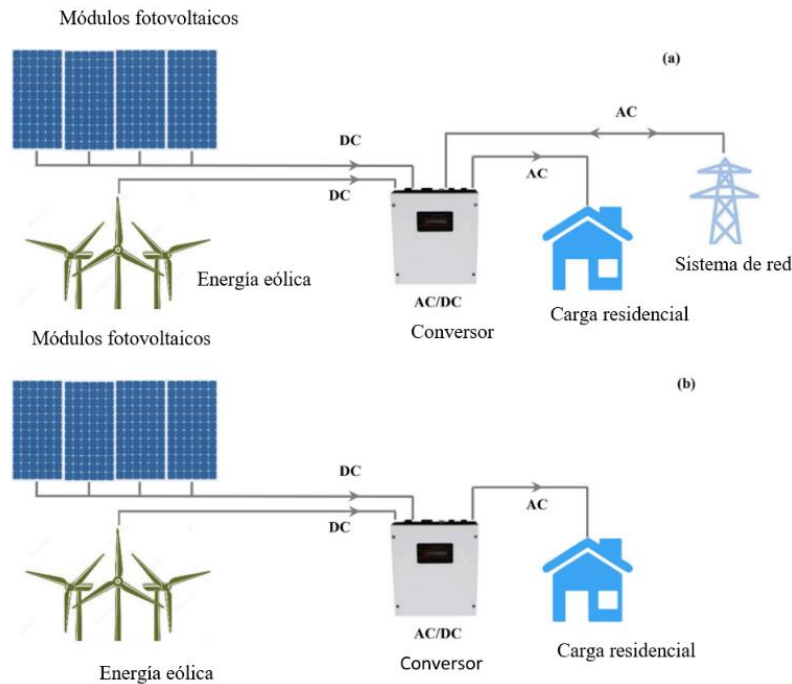 Módulos fotovoltaicos
(a)
AC
DC
DC
AC
Energía eólica
Sistema de red
AC/DC
Carga residencial
Conversor
Módulos fotovoltaicos
(b)
DC
AC
DC
AC/DC
Carga residencial
Conversor
Energía eólica